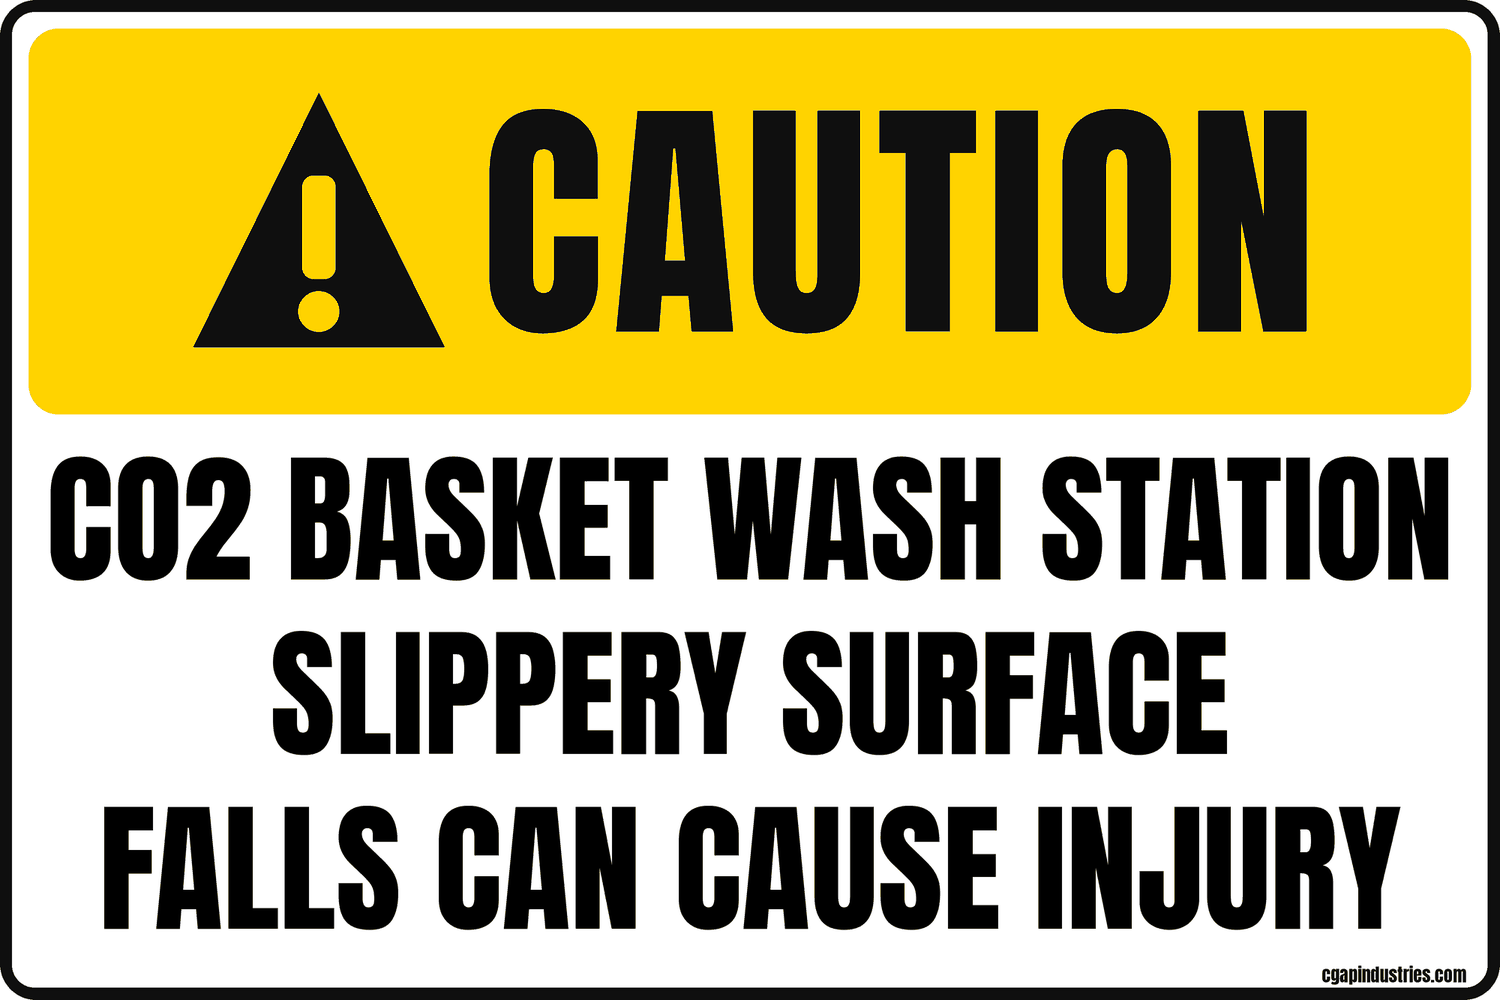 CAUTION
CO2 BASKET WASH STATION
SLIPPERY SURFACE
FALLS CAN CAUSE INJURY
cgapindustries.com